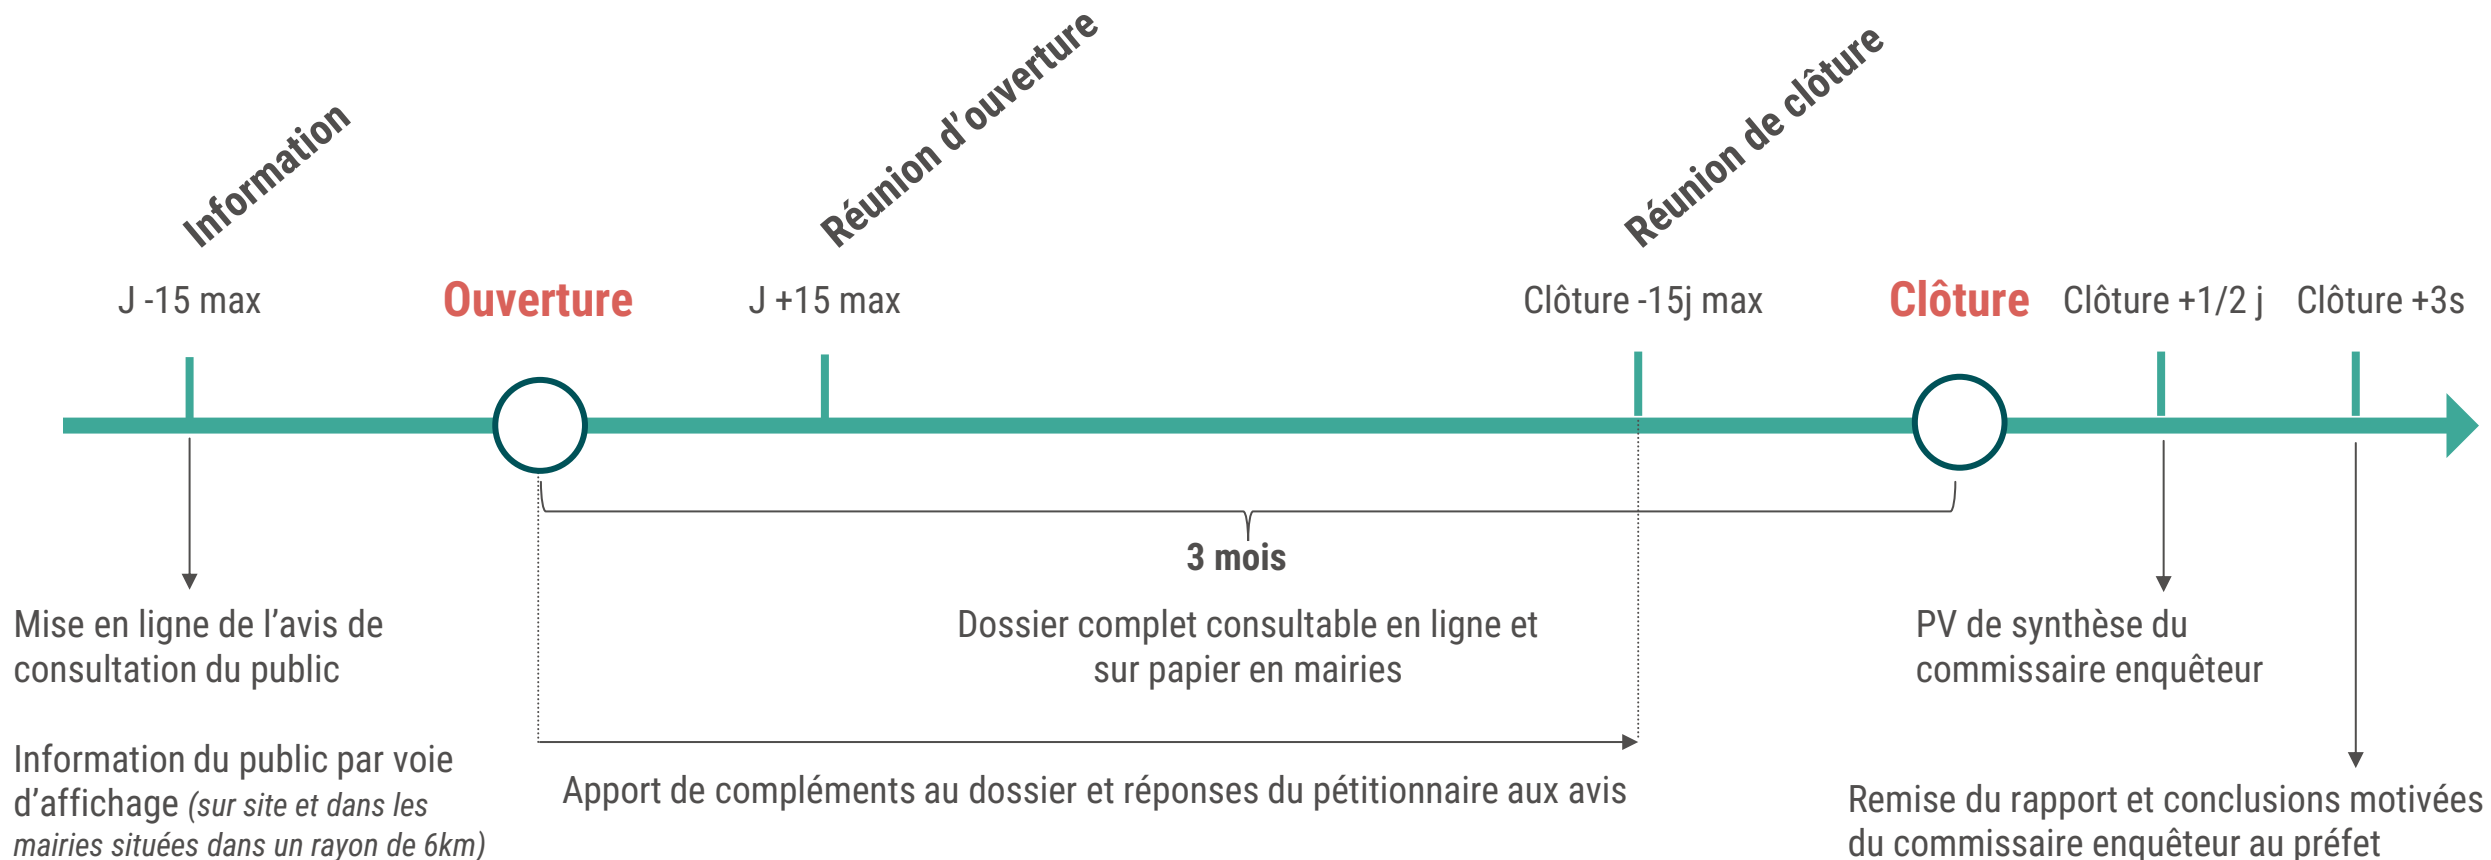 Information
Réunion d’ouverture
Réunion de clôture
J -15 max
Ouverture
J +15 max
Clôture -15j max
Clôture
Clôture +1/2 j
Clôture +3s
3 mois
Mise en ligne de l’avis de
consultation du public
Information du public par voie
d’affichage (sur site et dans les
mairies situées dans un rayon de 6km)
Dossier complet consultable en ligne et
sur papier en mairies
Apport de compléments au dossier et réponses du pétitionnaire aux avis
PV de synthèse du
commissaire enquêteur
Remise du rapport et conclusions motivées
du commissaire enquêteur au préfet